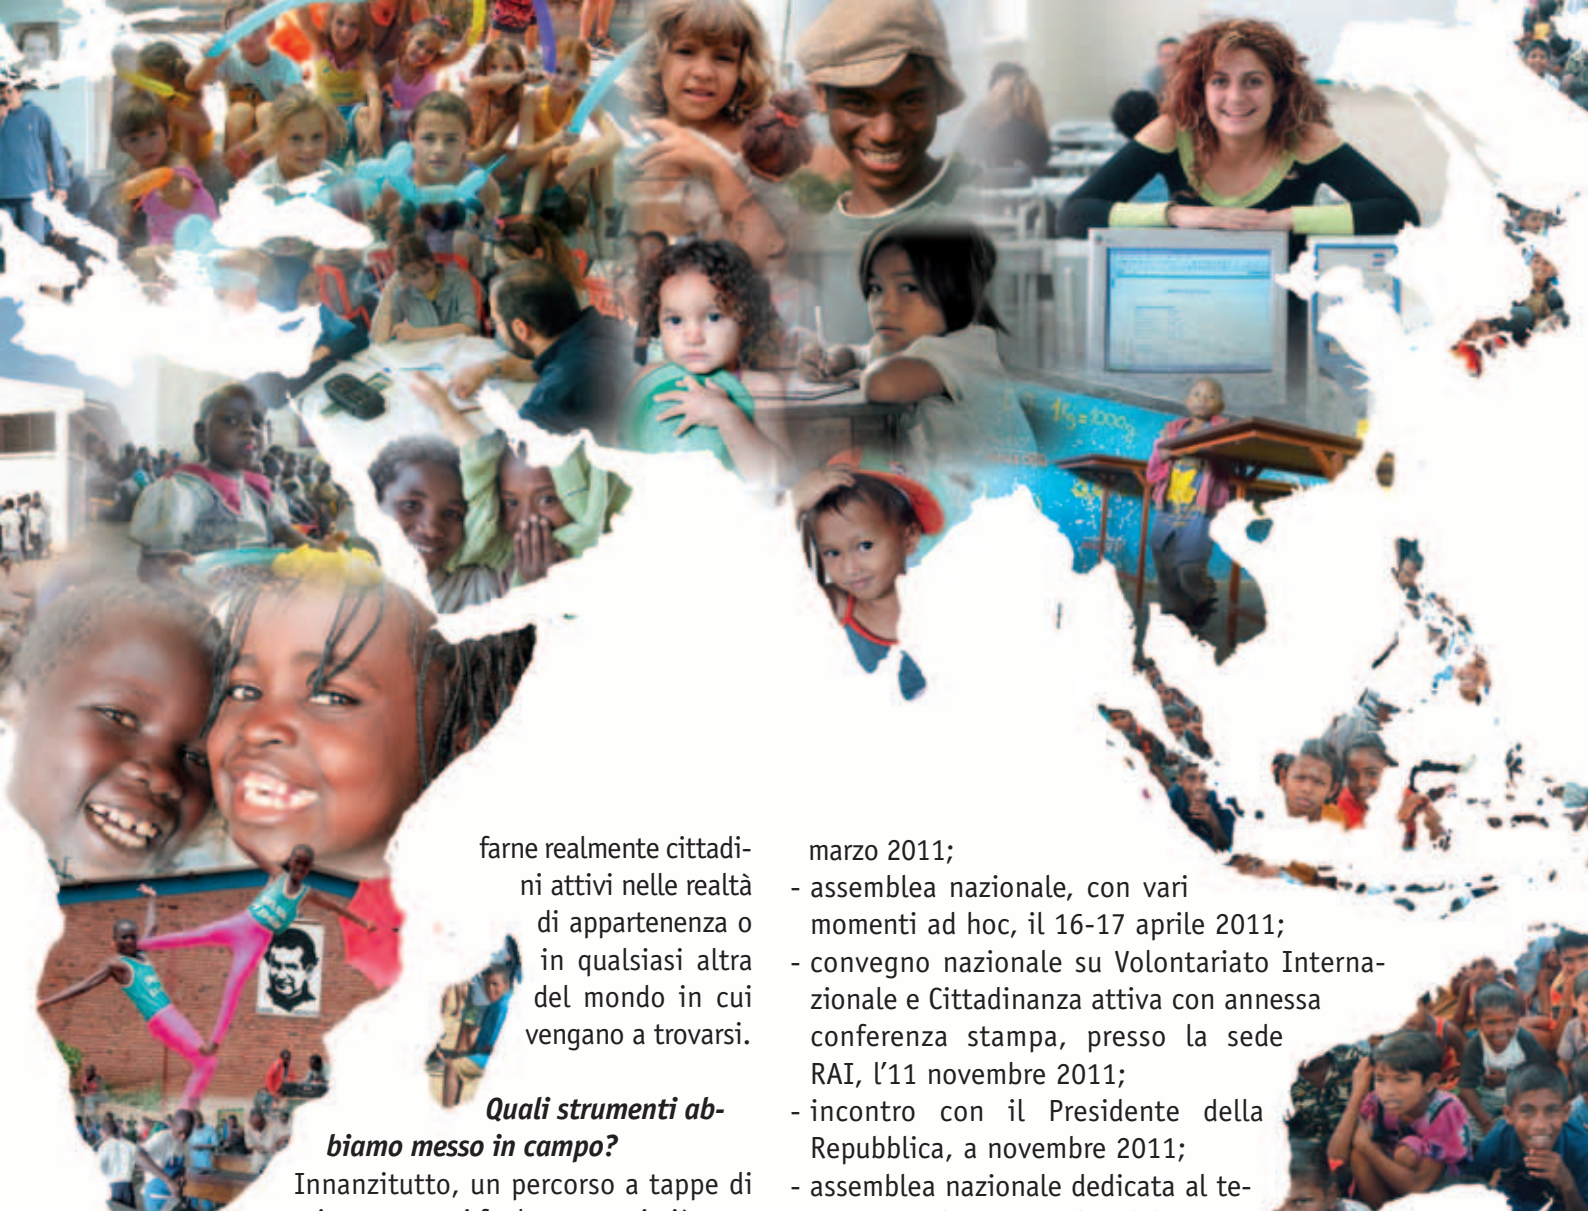 farne realmente cittadi-
ni attivi nelle realtà
di appartenenza o
in qualsiasi altra
del mondo in cui
vengano a trovarsi.
Quali strumenti ab-
biamo messo in campo?
Innanzitutto, un percorso a tappe di
marzo 2011;
- assemblea nazionale, con vari
momenti ad hoc, il 16-17 aprile 2011;
- convegno nazionale su Volontariato Interna-
zionale e Cittadinanza attiva con annessa
conferenza stampa, presso la sede
RAI, l'11 novembre 2011;
- incontro con il Presidente della
Repubblica, a novembre 2011;
- assemblea nazionale dedicata al te-